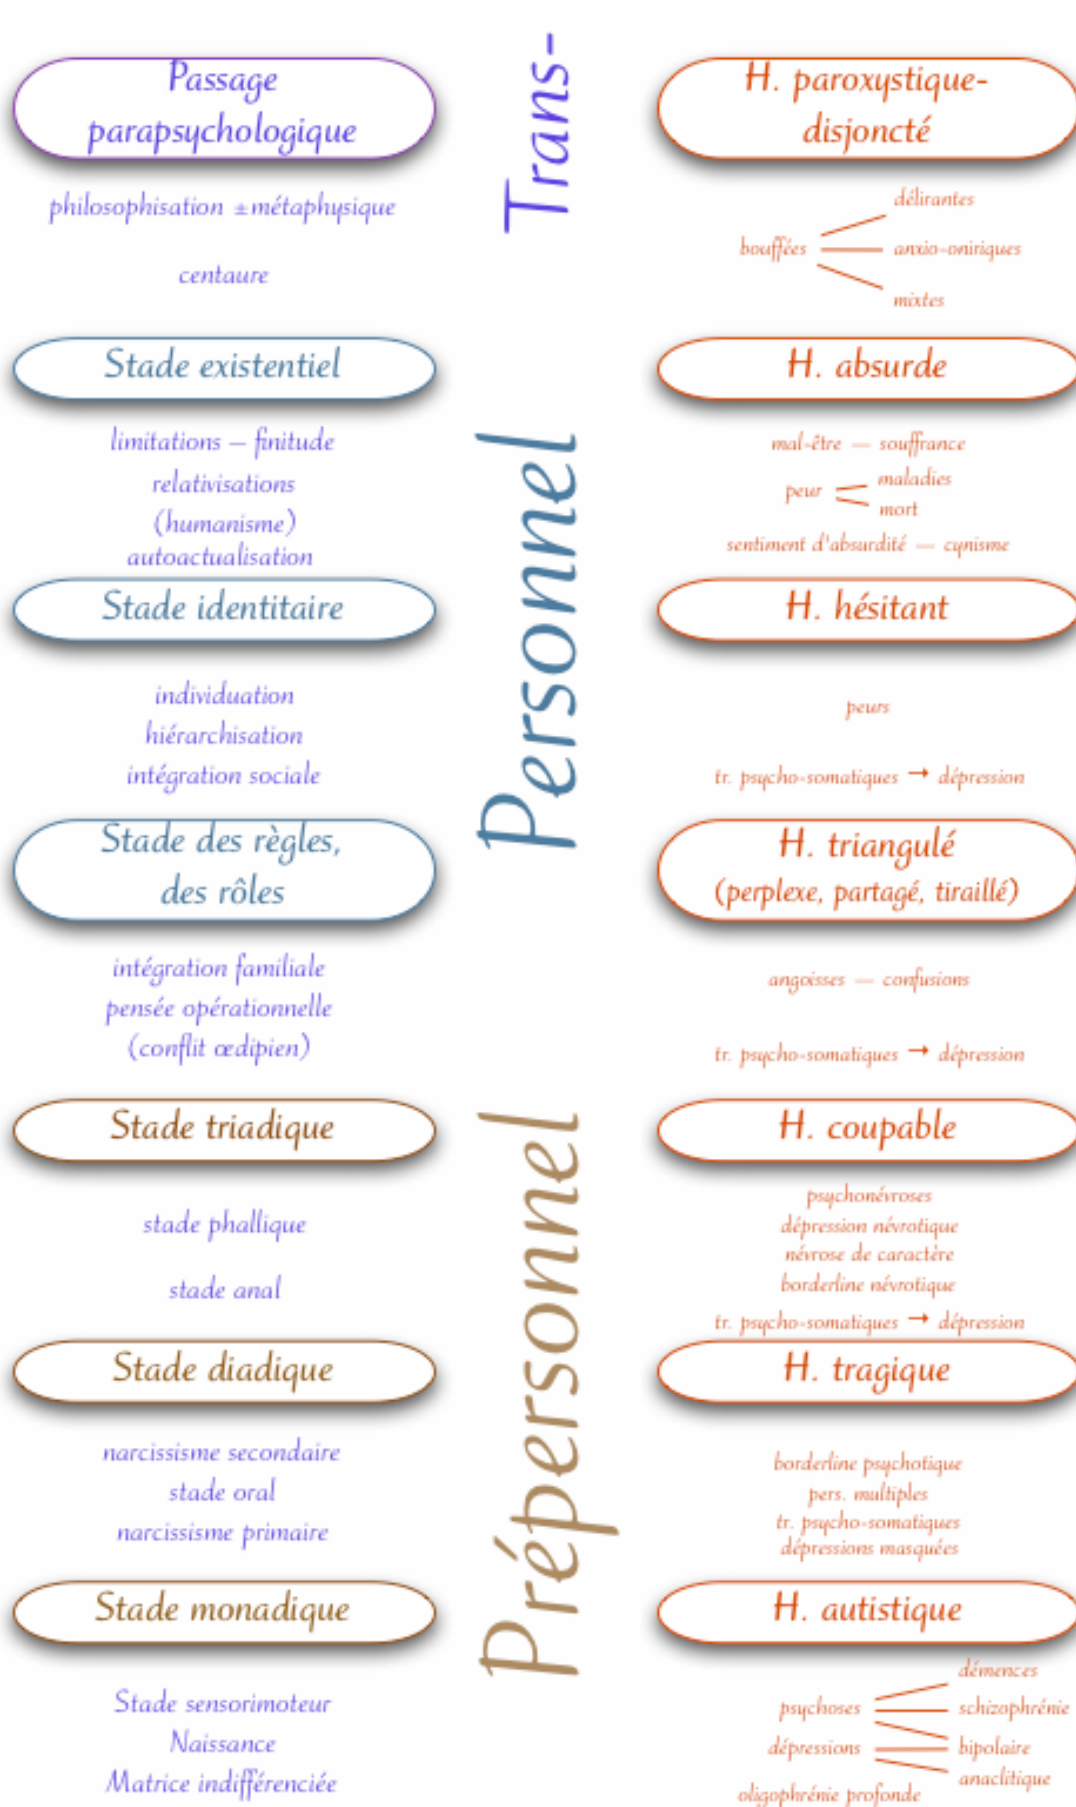 Trans-
Passage
parapsychologique
philosophisation ±métaphysique
centaure
H. paroxystique-
disjoncté
délirantes
bouffées
anxio-oniriques
mixtes
Personnel
Stade existentiel
limitations – finitude
relativisations
(humanisme)
autoactualisation
H. absurde
mal-être — souffrance
peur
maladies
mort
sentiment d'absurdité — cynisme
Stade identitaire
individuation
hiérarchisation
intégration sociale
H. hésitant
peurs
tr. psycho-somatiques → dépression
Stade des règles,
des rôles
intégration familiale
pensée opérationnelle
(conflit œdipien)
H. triangulé
(perplexe, partagé, tiraillé)
angoisses — confusions
tr. psycho-somatiques → dépression
Prépersonnel
Stade triadique
stade phallique
stade anal
H. coupable
psychonévroses
dépression névrotique
névrose de caractère
borderline névrotique
tr. psycho-somatiques → dépression
Stade diadique
narcissisme secondaire
stade oral
narcissisme primaire
H. tragique
borderline psychotique
pers. multiples
tr. psycho-somatiques
dépressions masquées
Stade monadique
Stade sensorimoteur
Naissance
Matrice indifférenciée
H. autistique
démences
psychoses
schizophrénie
dépressions
bipolaire
anaclitique
oligophrénie profonde